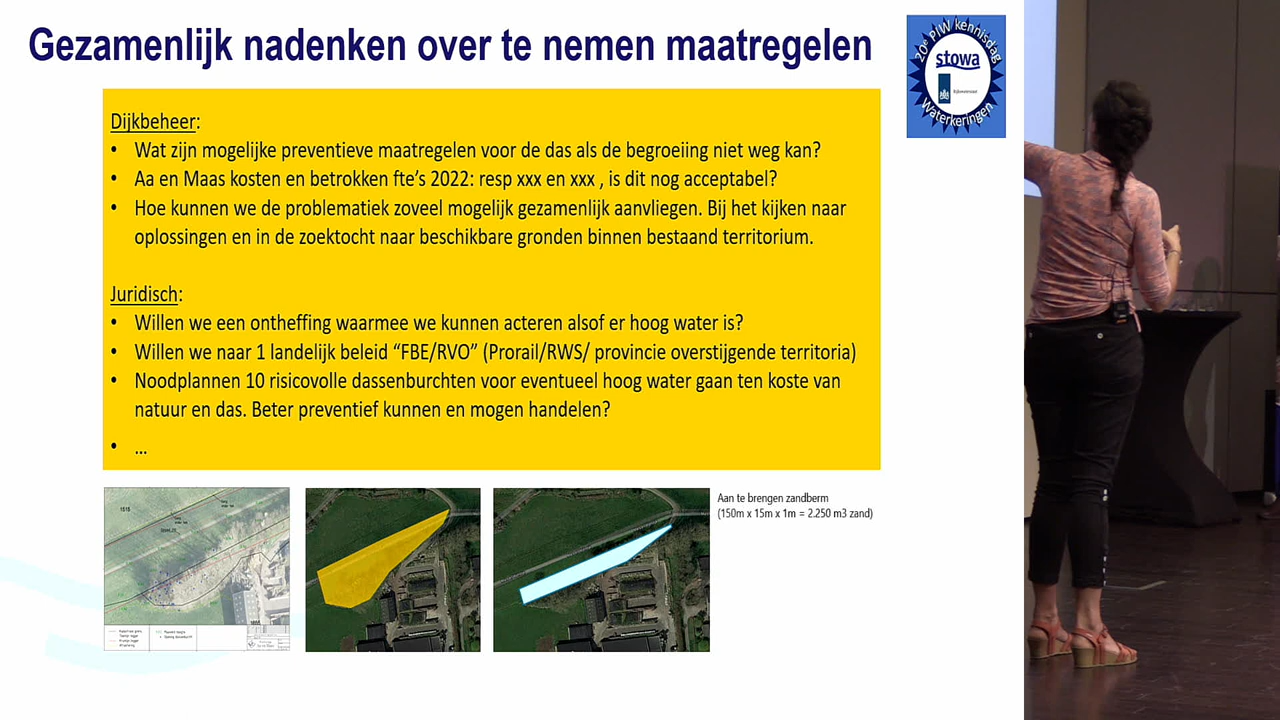 Gezamenlijk nadenken over te nemen maatregelen
20e PIW kennisdag
stowa
Rijkswaterstaat
Waterkeringen
Dijkbeheer:
• Wat zijn mogelijke preventieve maatregelen voor de das als de begroeiing niet weg kan?
• Aa en Maas kosten en betrokken fte's 2022: resp xxx en xxx , is dit nog acceptabel?
• Hoe kunnen we de problematiek zoveel mogelijk gezamenlijk aanvliegen. Bij het kijken naar
oplossingen en in de zoektocht naar beschikbare gronden binnen bestaand territorium.
Juridisch:
• Willen we een ontheffing waarmee we kunnen acteren alsof er hoog water is?
• Willen we naar 1 landelijk beleid “FBE/RVO” (Prorail/RWS/ provincie overstijgende territoria)
• Noodplannen 10 risicovolle dassenburchten voor eventueel hoog water gaan ten koste van
natuur en das. Beter preventief kunnen en mogen handelen?
• ...
Aan te brengen zandberm
(150m x 15m x 1m = 2.250 m3 zand)
1515